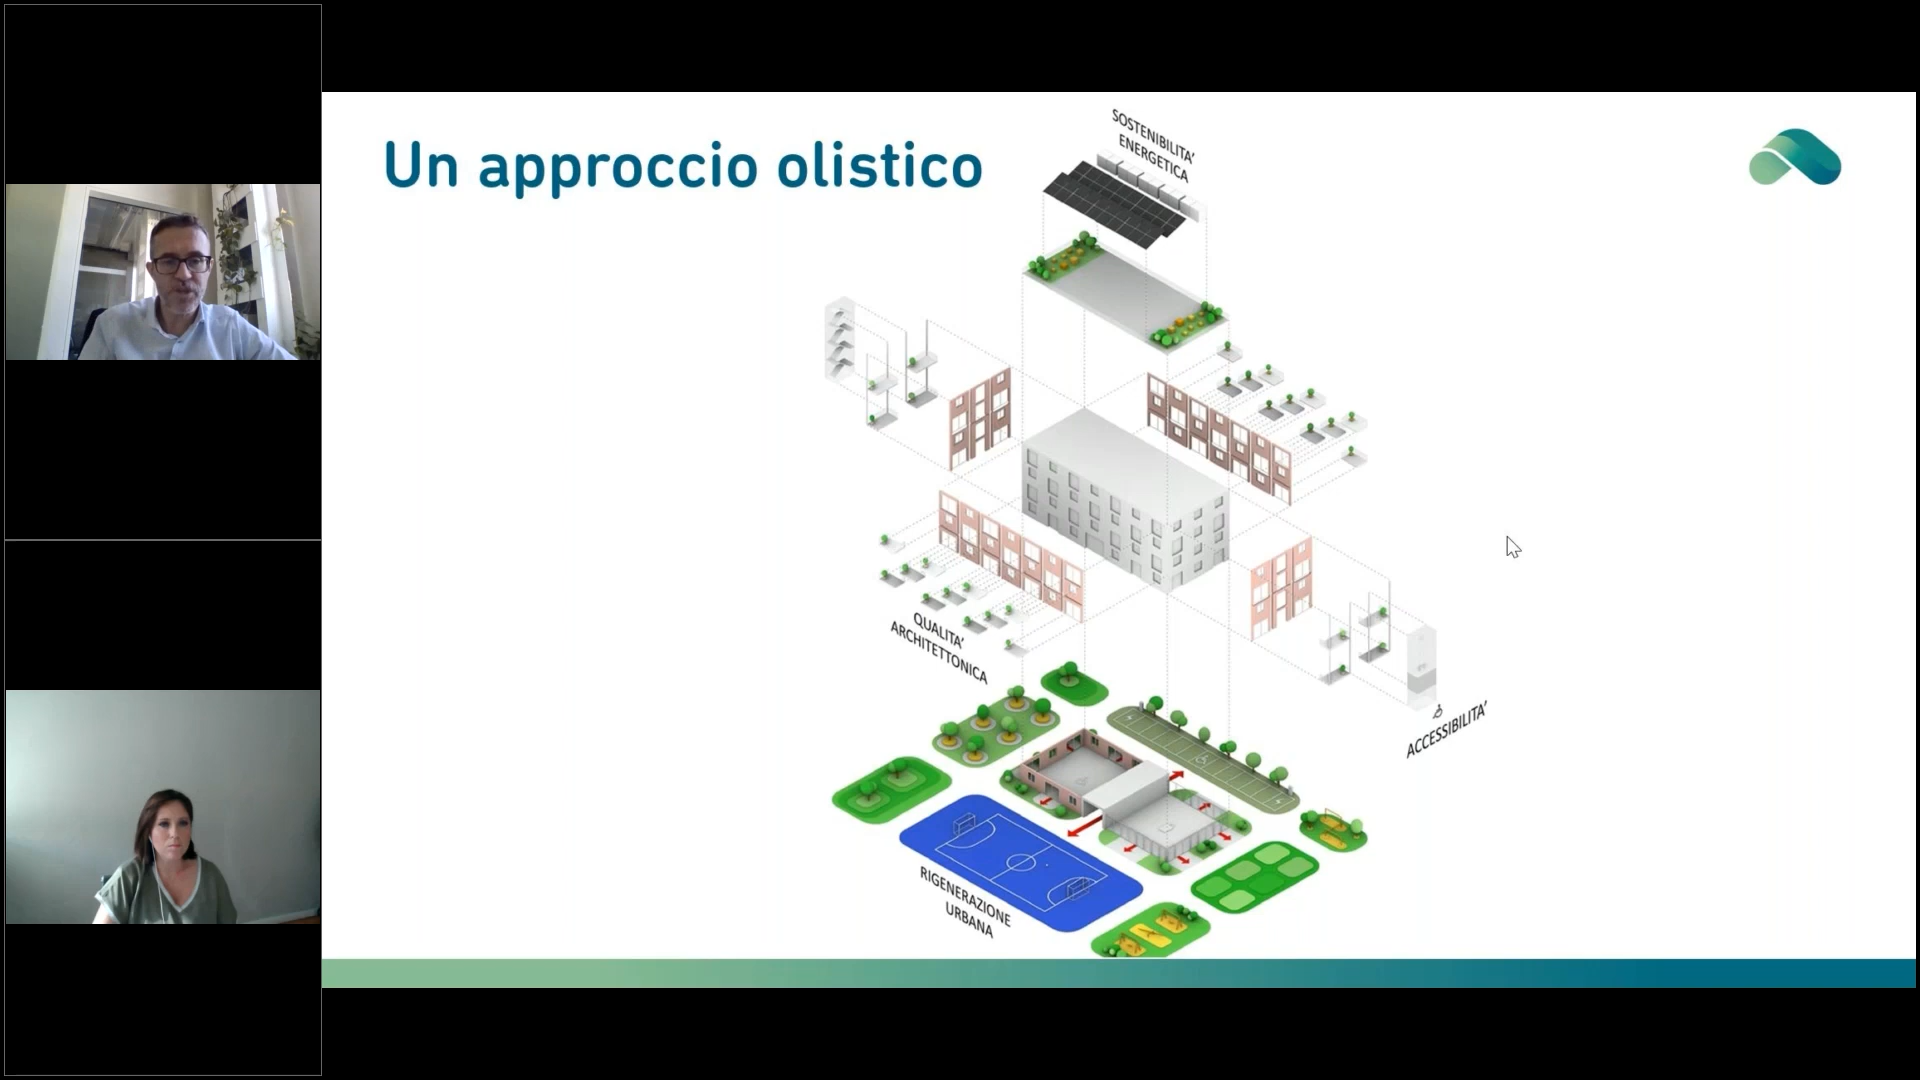 Un approccio olistico
SOSTENIBILITA'
ENERGETICA
QUALITA'
ARCHITETTONICA
ACCESSIBILITA'
RIGENERAZIONE
URBANA